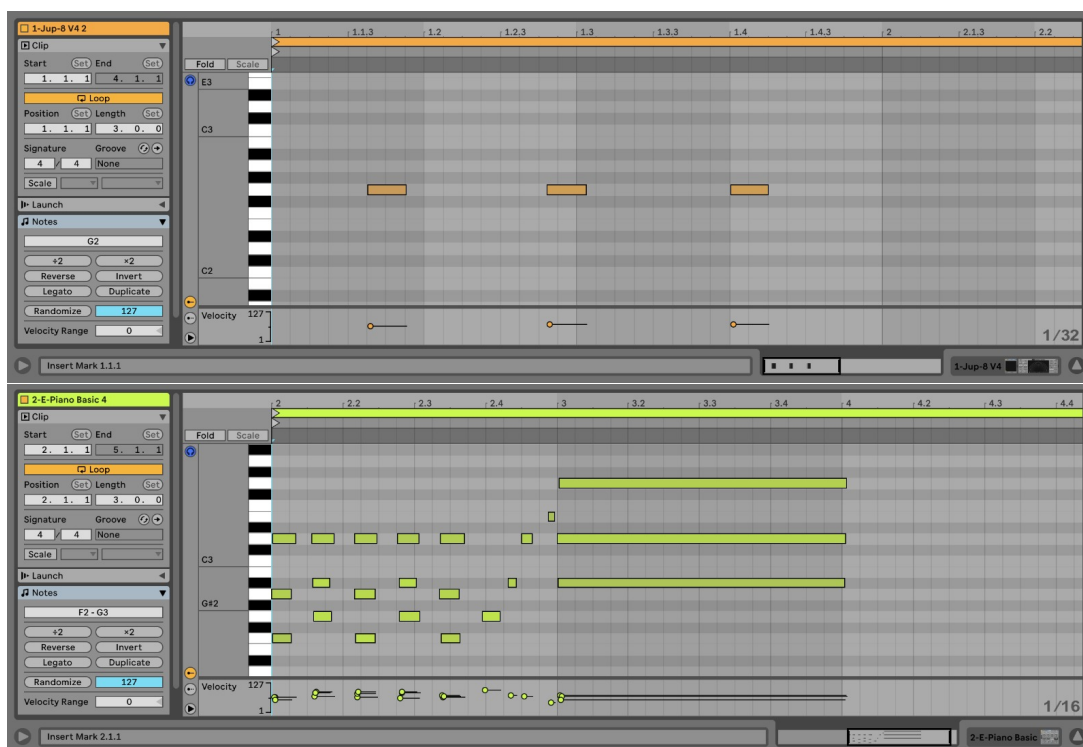 1-Jup-8 V4 2
1 1.1.3 1.2 1.2.3 1.3 1.3.3 1.4 1.4.3 2 2.1.3 2.2
Clip
Start Set End Set
1. 1. 1 4. 1. 1
Fold Scale
Loop
E3
Position Set Length Set
1. 1. 1 3. 0. 0
C3
Signature Groove
4 / 4 None
Scale
Launch
Notes
G2
÷2 ×2
C2
Reverse Invert
Legato Duplicate
Randomize 127
Velocity 127
Velocity Range 0
1
1/32
Insert Mark 1.1.1
1-Jup-8 V4
2-E-Piano Basic 4
2 2.2 2.3 2.4 3 3.2 3.3 3.4 4 4.2 4.3 4.4
Clip
Start Set End Set
2. 1. 1 5. 1. 1
Fold Scale
Loop
Position Set Length Set
2. 1. 1 3. 0. 0
Signature Groove
4 / 4 None
Scale
C3
Launch
Notes
G#2
F2 - G3
÷2 ×2
Reverse Invert
Legato Duplicate
Randomize 127
Velocity 127
Velocity Range 0
1
1/16
Insert Mark 2.1.1
2-E-Piano Basic